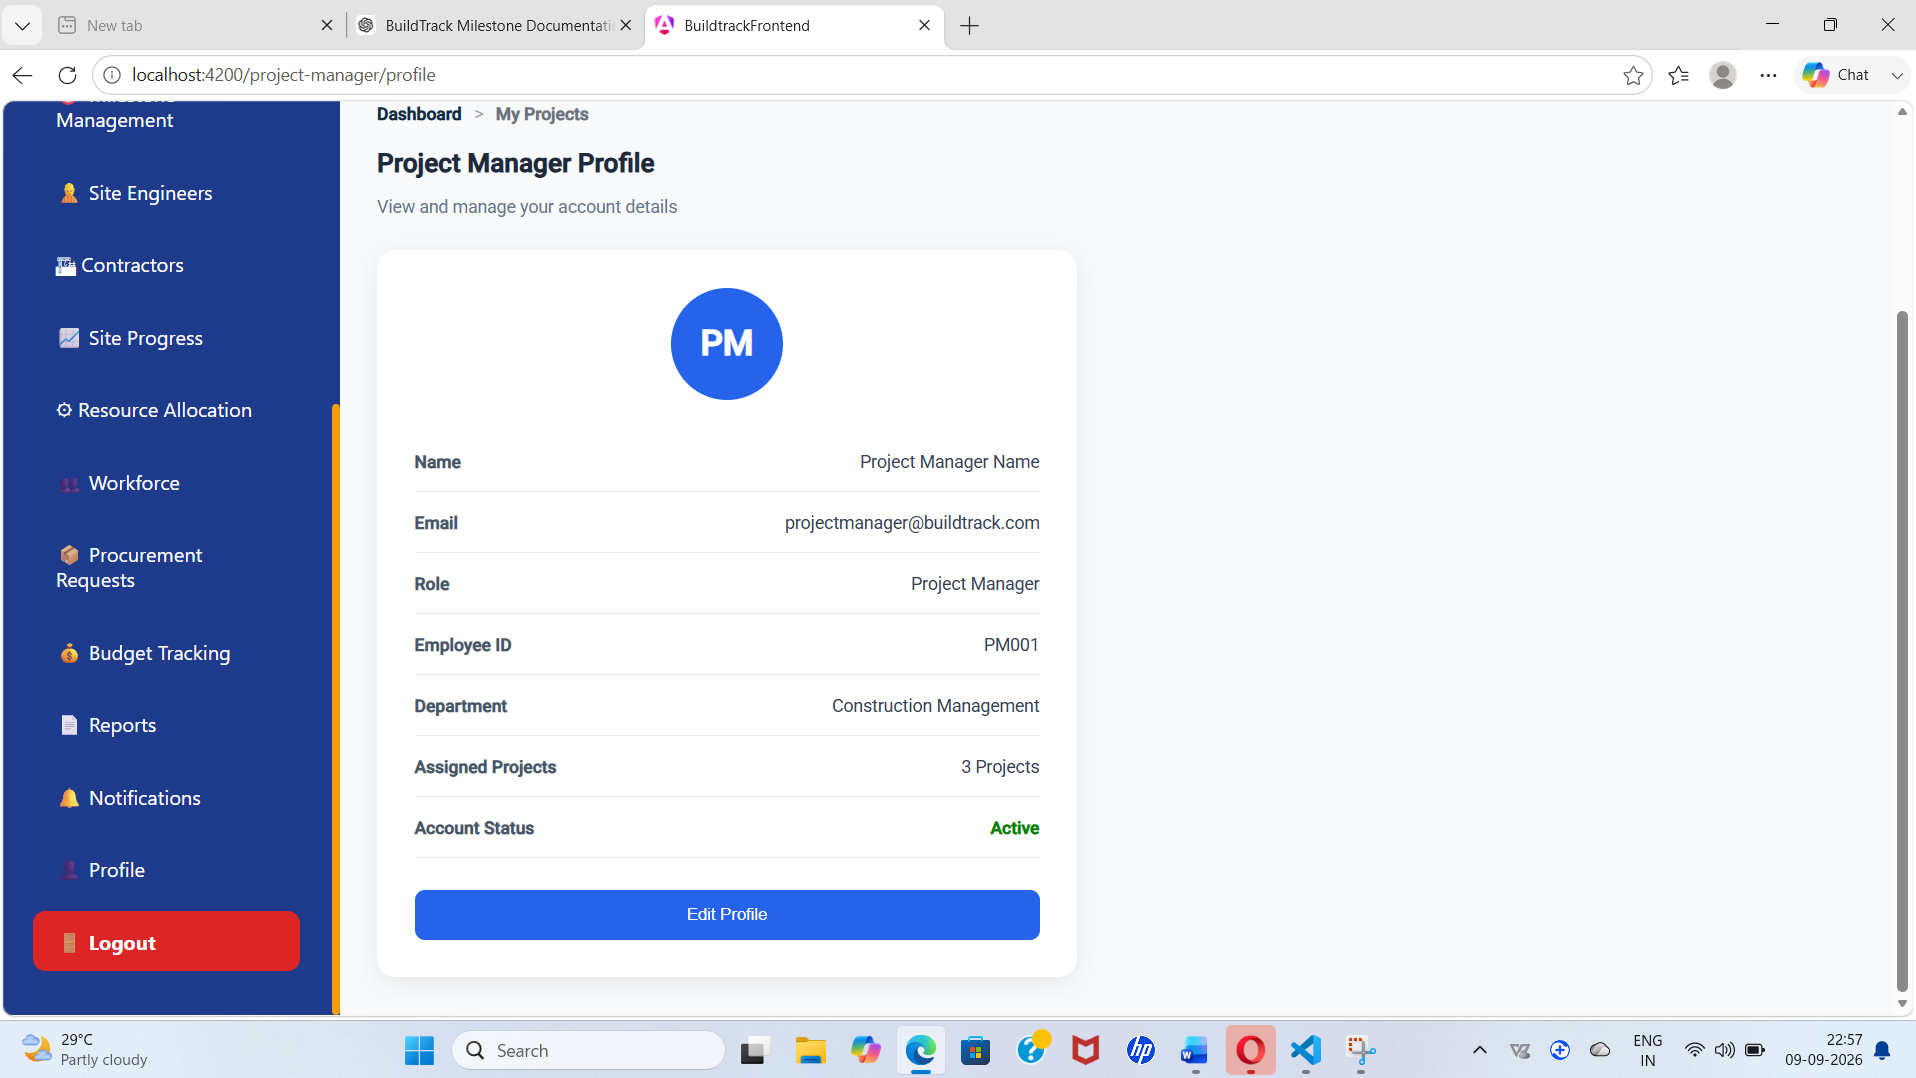 New tab
BuildTrack Milestone Documentati
BuildtrackFrontend
localhost:4200/project-manager/profile
Chat
Milestone
Management
Site Engineers
Contractors
Site Progress
Resource Allocation
Workforce
Procurement
Requests
Budget Tracking
Reports
Notifications
Profile
Logout
Dashboard > My Projects
Project Manager Profile
View and manage your account details
PM
Name Project Manager Name
Email projectmanager@buildtrack.com
Role Project Manager
Employee ID PM001
Department Construction Management
Assigned Projects 3 Projects
Account Status Active
Edit Profile
29°C
Partly cloudy
Search
hp
W
ENG
IN
22:57
09-09-2026